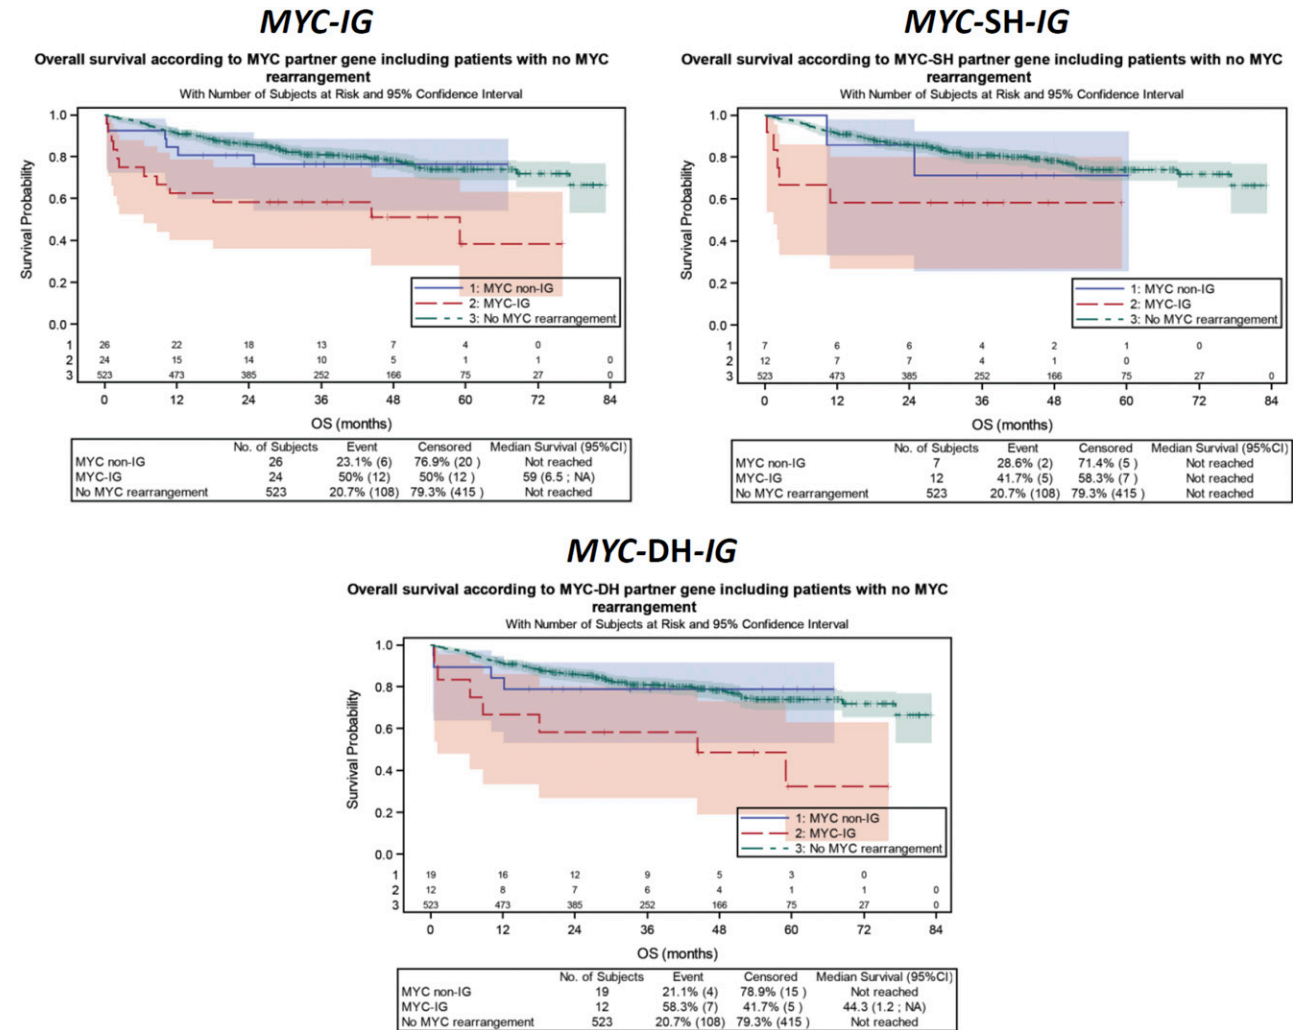 MYC-IG
Overall survival according to MYC partner gene including patients with no MYC
rearrangement
With Number of Subjects at Risk and 95% Confidence Interval
1.0
0.8
0.6
0.4
0.2
0.0
Survival Probability
1: MYC non-IG
2: MYC-IG
3: No MYC rearrangement
1 26 22 18 13 7 4 0
2 24 15 14 10 5 1 1 0
3 523 473 385 252 166 75 27 0
0 12 24 36 48 60 72 84
OS (months)
No. of Subjects Event Censored Median Survival (95%CI)
MYC non-IG 26 23.1% (6) 76.9% (20 ) Not reached
MYC-IG 24 50% (12) 50% (12 ) 59 (6.5 ; NA)
No MYC rearrangement 523 20.7% (108) 79.3% (415 ) Not reached
MYC-SH-IG
Overall survival according to MYC-SH partner gene including patients with no MYC
rearrangement
With Number of Subjects at Risk and 95% Confidence Interval
1.0
0.8
0.6
0.4
0.2
0.0
Survival Probability
1: MYC non-IG
2: MYC-IG
3: No MYC rearrangement
1 7 6 6 4 2 1 0
2 12 7 7 4 1 0
3 523 473 385 252 166 75 27 0
0 12 24 36 48 60 72 84
OS (months)
No. of Subjects Event Censored Median Survival (95%CI)
MYC non-IG 7 28.6% (2) 71.4% (5 ) Not reached
MYC-IG 12 41.7% (5) 58.3% (7 ) Not reached
No MYC rearrangement 523 20.7% (108) 79.3% (415 ) Not reached
MYC-DH-IG
Overall survival according to MYC-DH partner gene including patients with no MYC
rearrangement
With Number of Subjects at Risk and 95% Confidence Interval
1.0
0.8
0.6
0.4
0.2
0.0
Survival Probability
1: MYC non-IG
2: MYC-IG
3: No MYC rearrangement
1 19 16 12 9 5 3 0
2 12 8 7 6 4 1 1 0
3 523 473 385 252 166 75 27 0
0 12 24 36 48 60 72 84
OS (months)
No. of Subjects Event Censored Median Survival (95%CI)
MYC non-IG 19 21.1% (4) 78.9% (15 ) Not reached
MYC-IG 12 58.3% (7) 41.7% (5 ) 44.3 (1.2 ; NA)
No MYC rearrangement 523 20.7% (108) 79.3% (415 ) Not reached